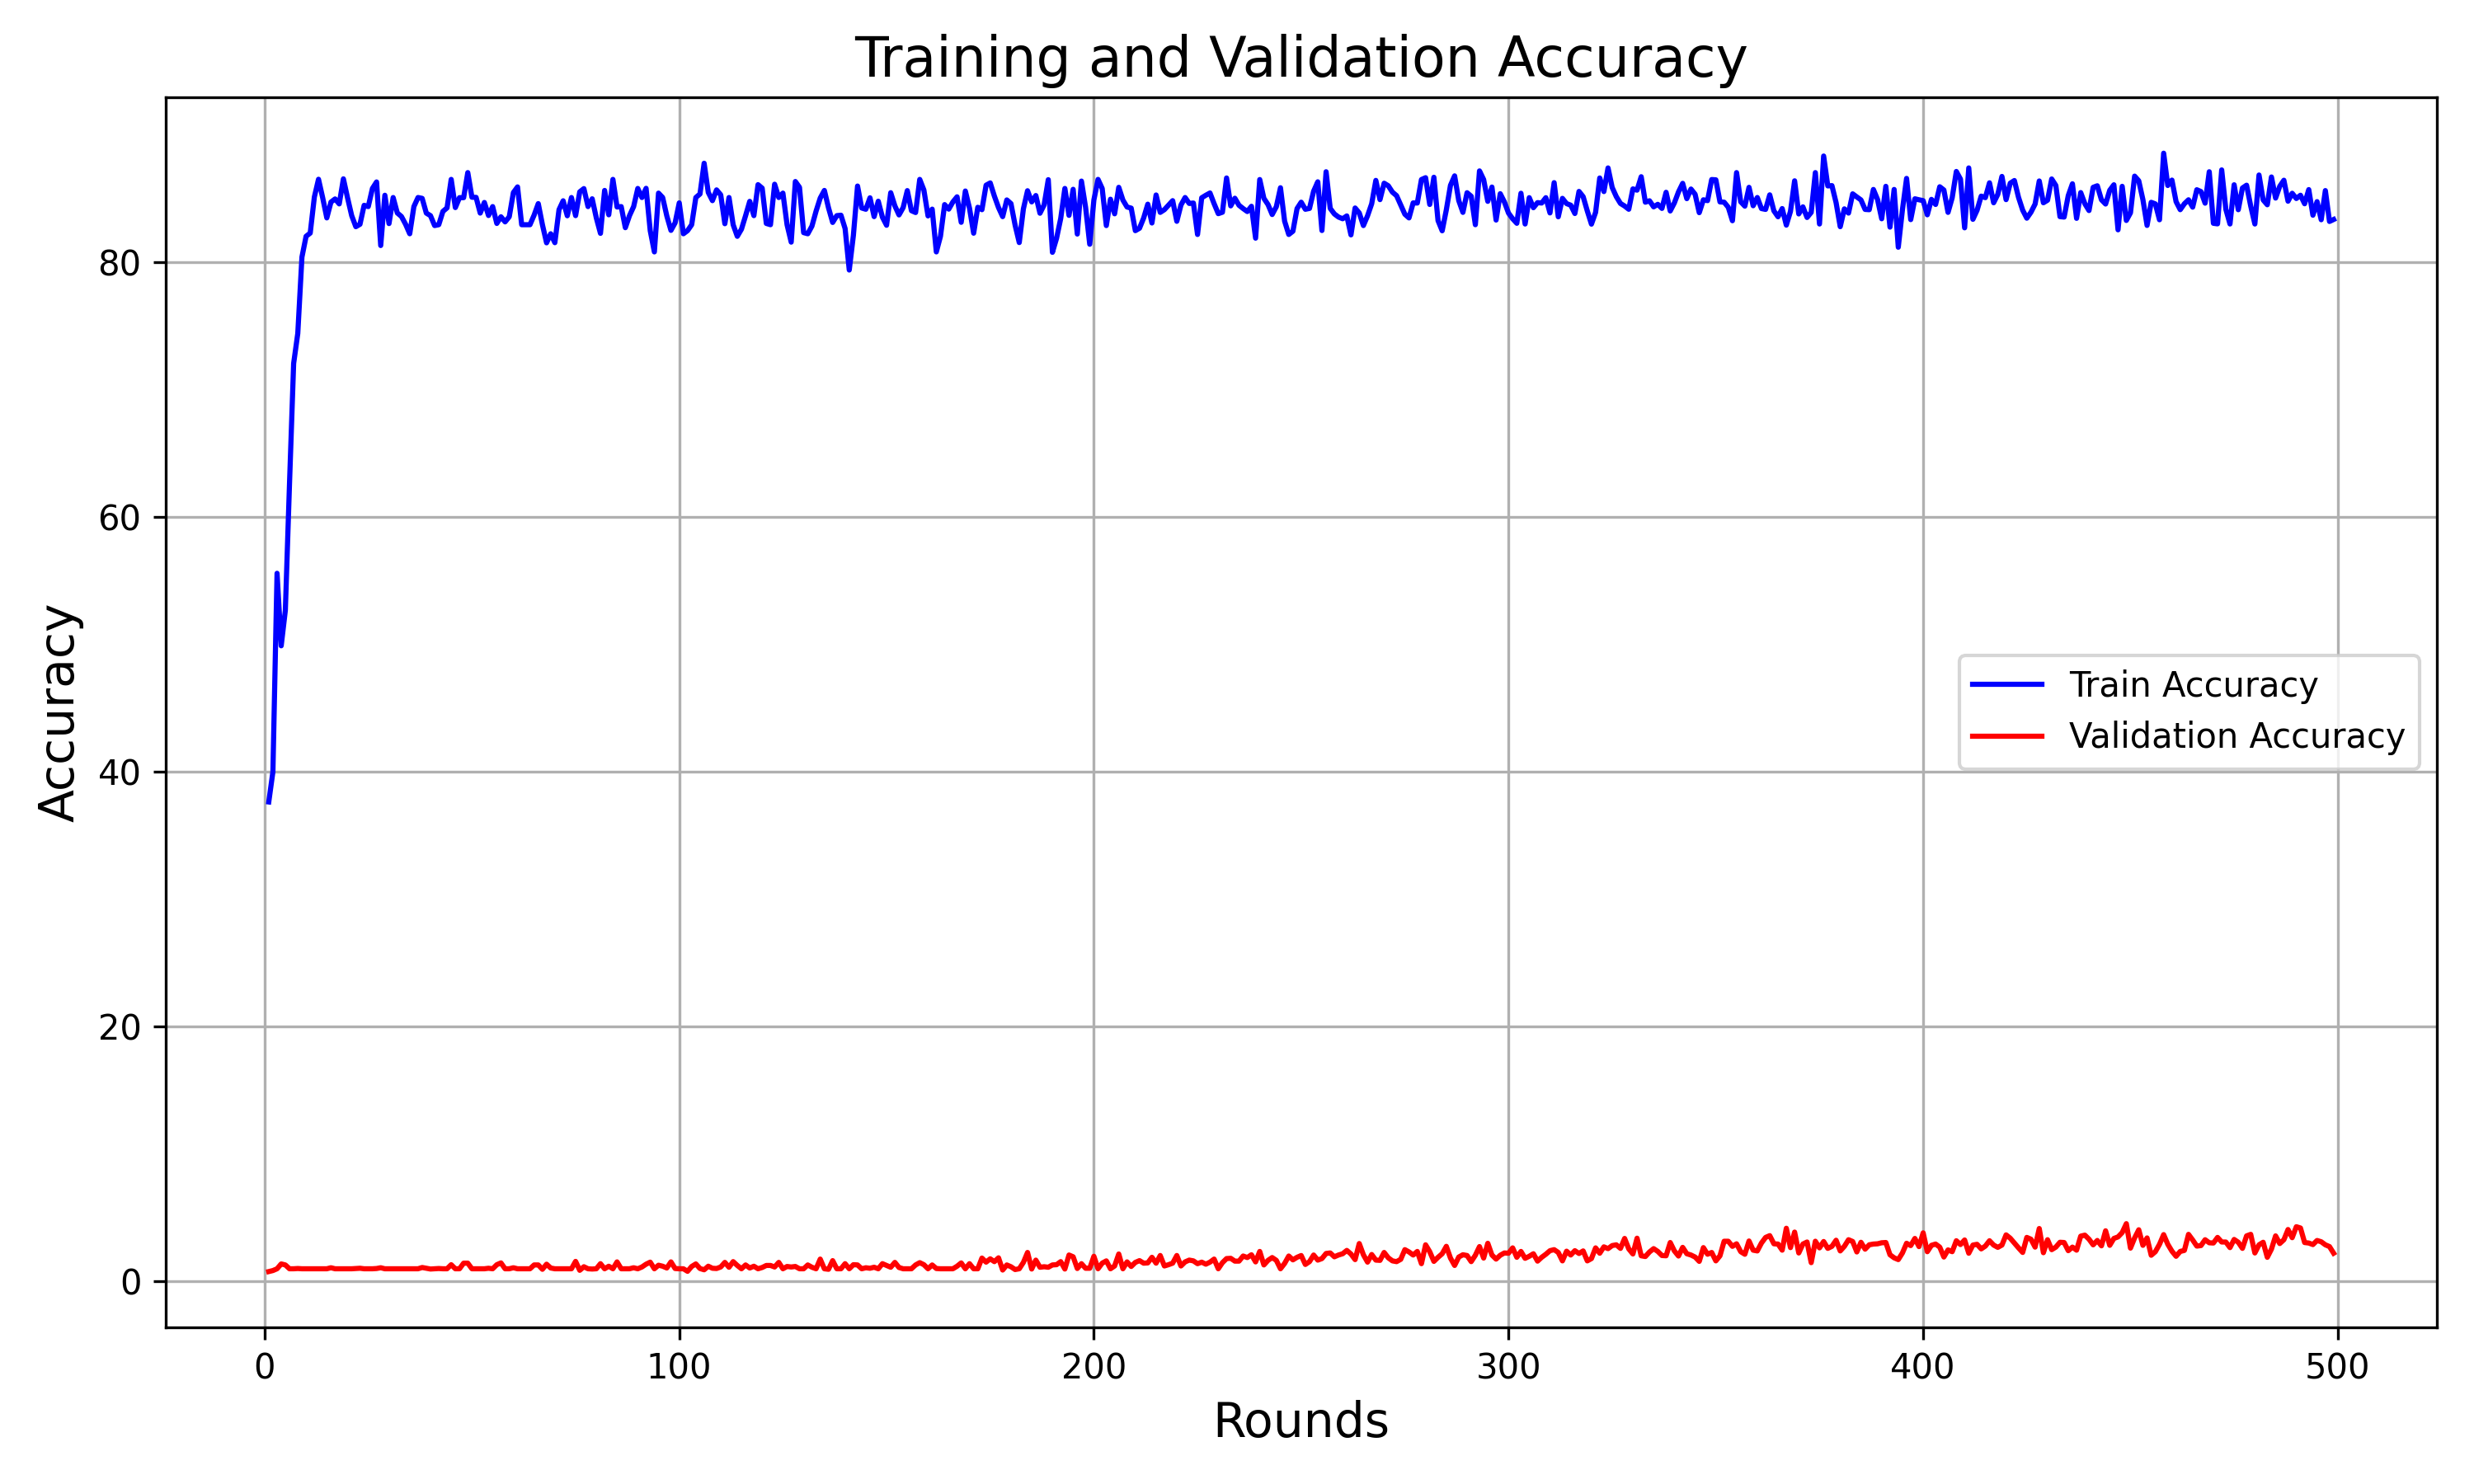 Training and Validation Accuracy
Accuracy
80
60
40
20
0
Train Accuracy
Validation Accuracy
0 100 200 300 400 500
Rounds